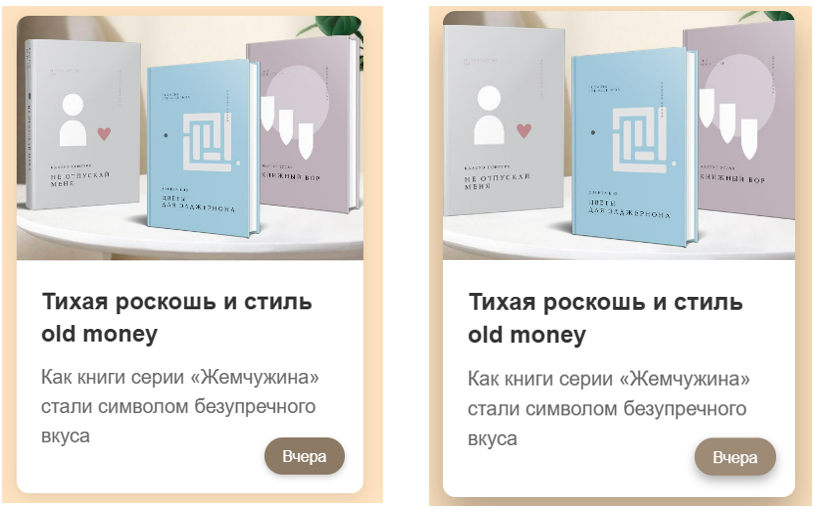 НЕ ОТПУСКАЙ
МЕНЯ
ЦВЕТЫ
ДЛЯ ЭЛДЖЕРНОНА
КНИЖНЫЙ ВОР
Тихая роскошь и стиль
old money
Как книги серии «Жемчужина»
стали символом безупречного
вкуса
Вчера
НЕ ОТПУСКАЙ
МЕНЯ
ЦВЕТЫ
ДЛЯ ЭЛДЖЕРНОНА
КНИЖНЫЙ ВОР
Тихая роскошь и стиль
old money
Как книги серии «Жемчужина»
стали символом безупречного
вкуса
Вчера